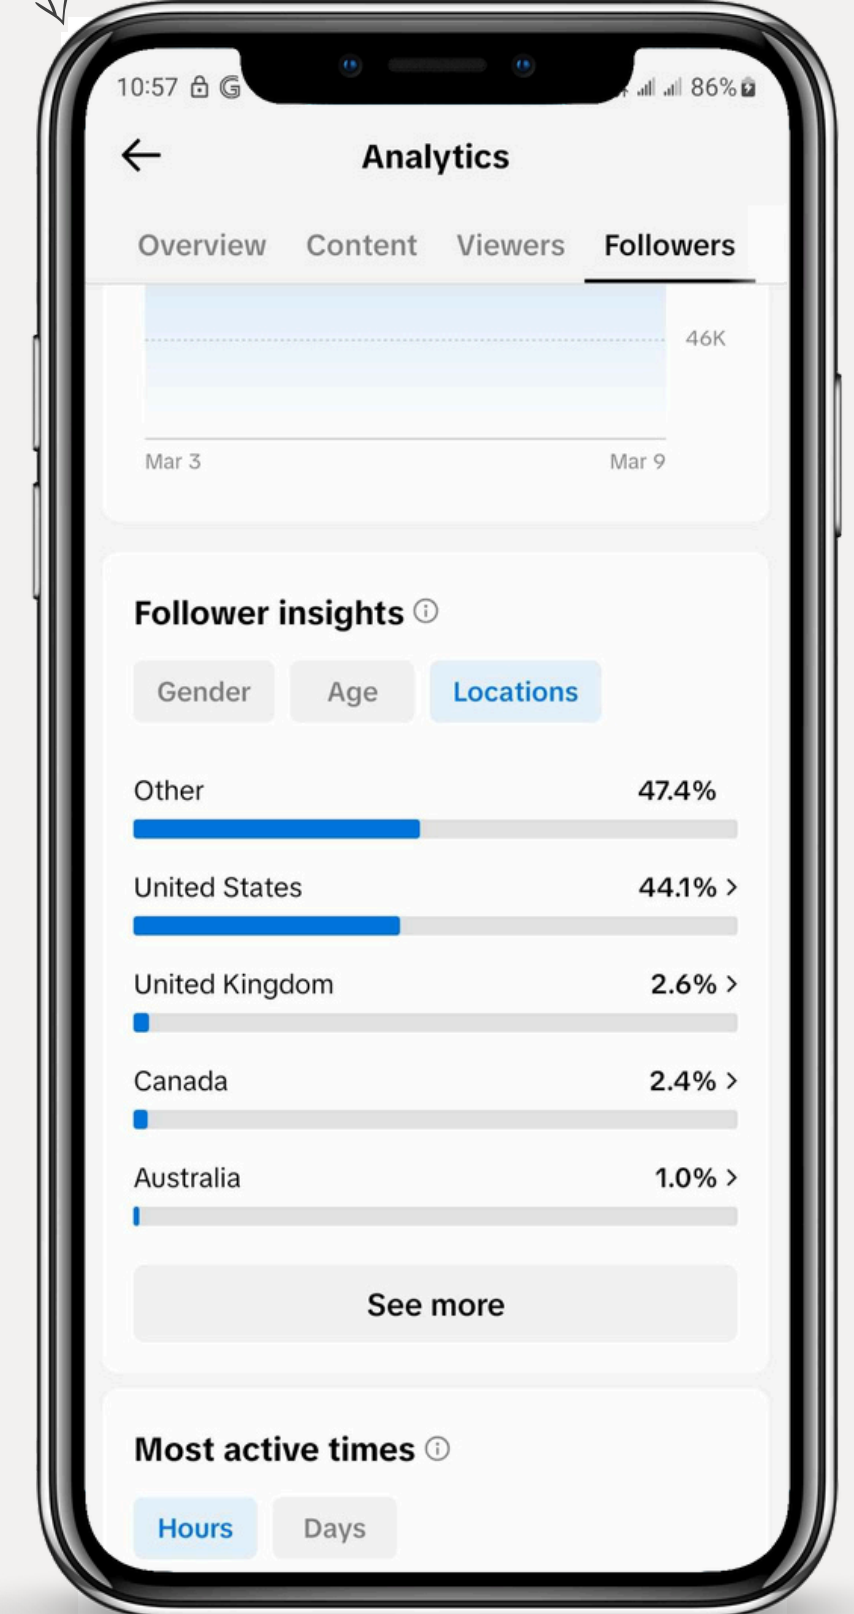 10:57 G 86%
Analytics
Overview Content Viewers Followers
46K
Mar 3 Mar 9
Follower insights
Gender Age Locations
Other 47.4%
United States 44.1% >
United Kingdom 2.6% >
Canada 2.4% >
Australia 1.0% >
See more
Most active times
Hours Days